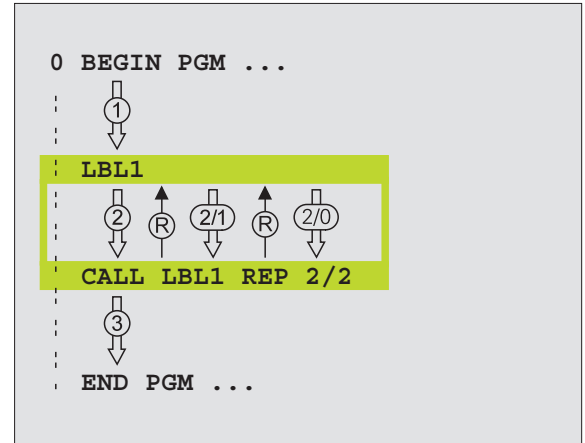 0 BEGIN PGM ...
1
LBL1
2 R 2/1 R 2/0
CALL LBL1 REP 2/2
3
END PGM ...